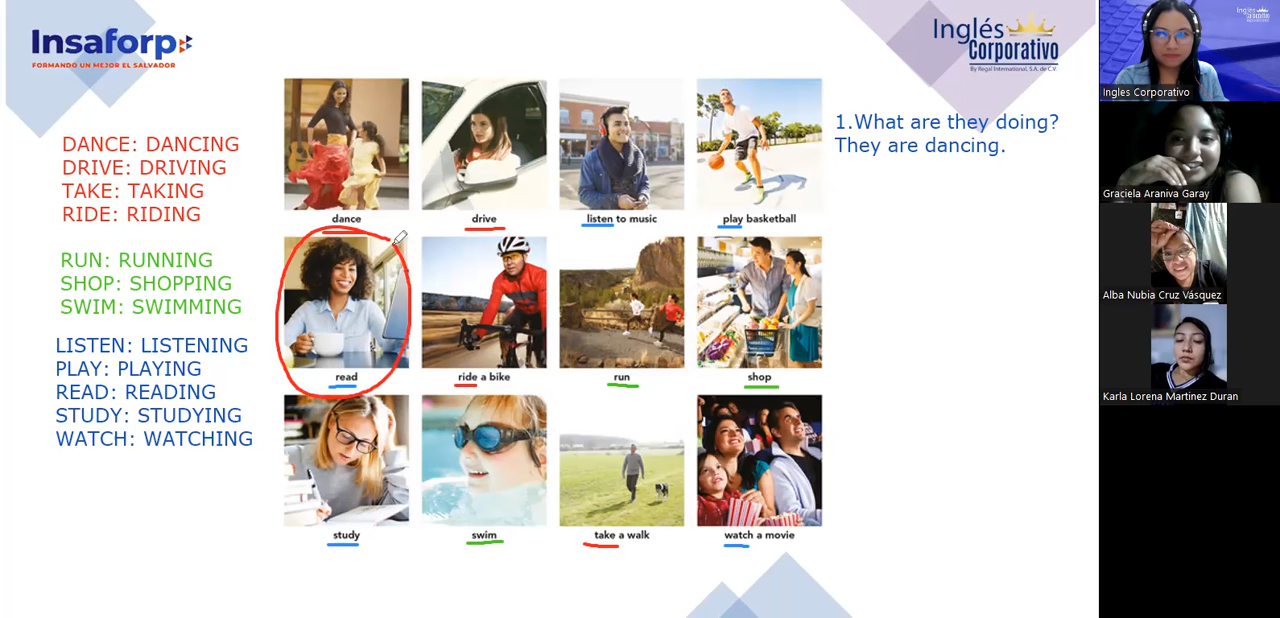 Insaforp
FORMANDO UN MEJOR EL SALVADOR
Inglés
Corporativo
By Regal International, S.A. de C.V.
DANCE: DANCING
DRIVE: DRIVING
TAKE: TAKING
RIDE: RIDING
RUN: RUNNING
SHOP: SHOPPING
SWIM: SWIMMING
LISTEN: LISTENING
PLAY: PLAYING
READ: READING
STUDY: STUDYING
WATCH: WATCHING
dance
drive
listen to music
play basketball
read
ride a bike
run
shop
study
swim
take a walk
watch a movie
1.What are they doing?
They are dancing.
Inglés
Corporativo
Ingles Corporativo
Graciela Araniva Garay
Alba Nubia Cruz Vásquez
Karla Lorena Martinez Duran